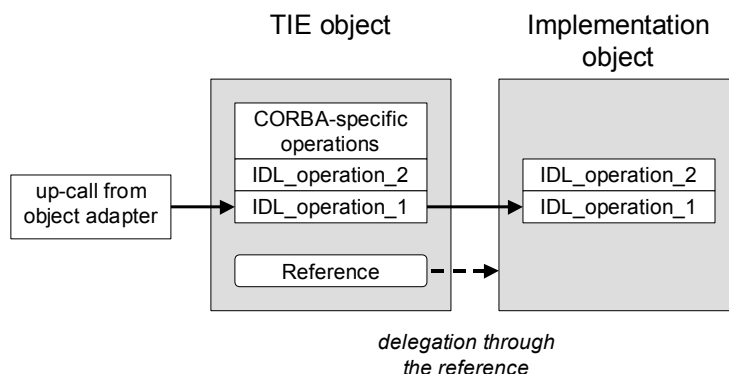 TIE object
Implementation
object
CORBA-specific
operations
IDL_operation_2
IDL_operation_1
up-call from
object adapter
Reference
IDL_operation_2
IDL_operation_1
delegation through
the reference